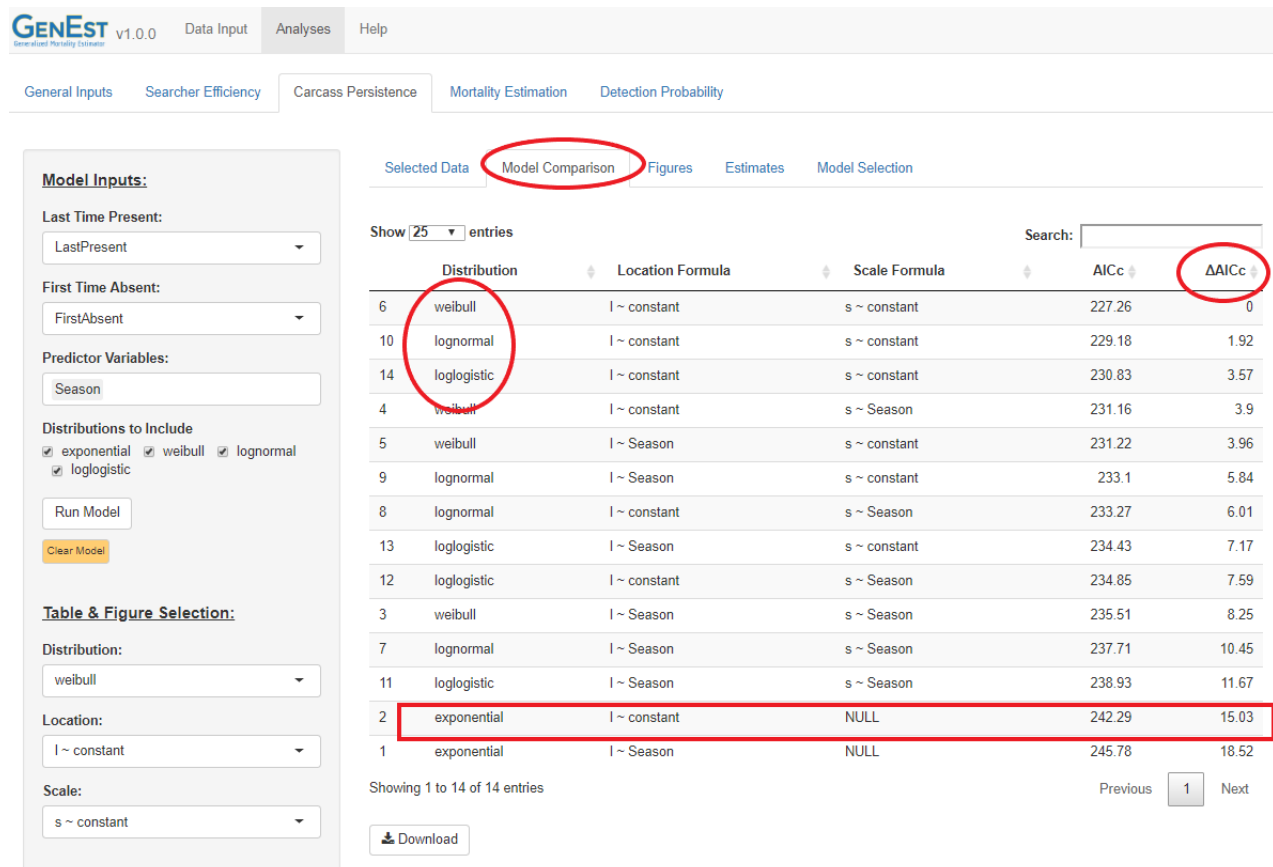 GENEST v1.0.0 Data Input Analyses Help
Generalized Mortality Estimator
General Inputs Searcher Efficiency Carcass Persistence Mortality Estimation Detection Probability
Model Inputs:
Last Time Present:
LastPresent
First Time Absent:
FirstAbsent
Predictor Variables:
Season
Distributions to Include
exponential weibull lognormal
loglogistic
Run Model
Clear Model
Table & Figure Selection:
Distribution:
weibull
Location:
l ~ constant
Scale:
s ~ constant
Selected Data Model Comparison Figures Estimates Model Selection
Show 25 entries
Search:
Distribution Location Formula Scale Formula AICc ΔAICc
6 weibull l ~ constant s ~ constant 227.26 0
10 lognormal l ~ constant s ~ constant 229.18 1.92
14 loglogistic l ~ constant s ~ constant 230.83 3.57
4 weibull l ~ constant s ~ Season 231.16 3.9
5 weibull l ~ Season s ~ constant 231.22 3.96
9 lognormal l ~ Season s ~ constant 233.1 5.84
8 lognormal l ~ constant s ~ Season 233.27 6.01
13 loglogistic l ~ Season s ~ constant 234.43 7.17
12 loglogistic l ~ constant s ~ Season 234.85 7.59
3 weibull l ~ Season s ~ Season 235.51 8.25
7 lognormal l ~ Season s ~ Season 237.71 10.45
11 loglogistic l ~ Season s ~ Season 238.93 11.67
2 exponential l ~ constant NULL 242.29 15.03
1 exponential l ~ Season NULL 245.78 18.52
Showing 1 to 14 of 14 entries
Previous 1 Next
Download